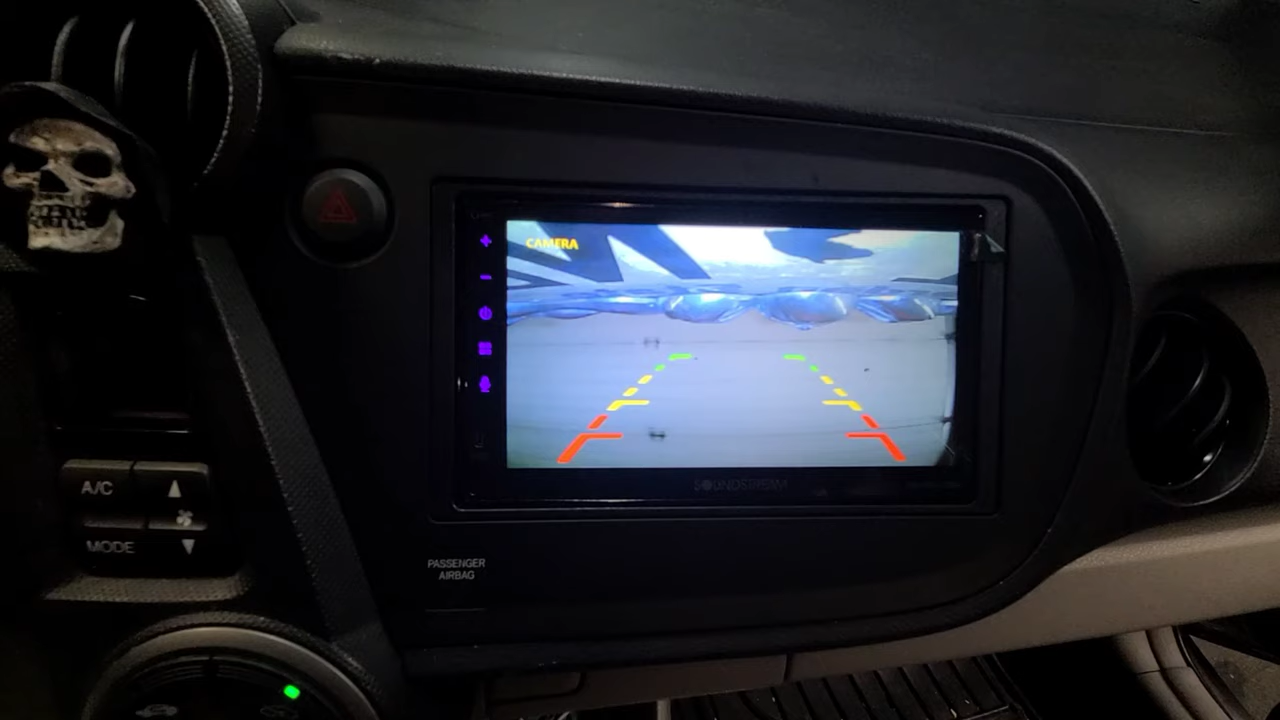 CAMERA
SOUNDSTREAM
A/C
MODE
PASSENGER
AIRBAG